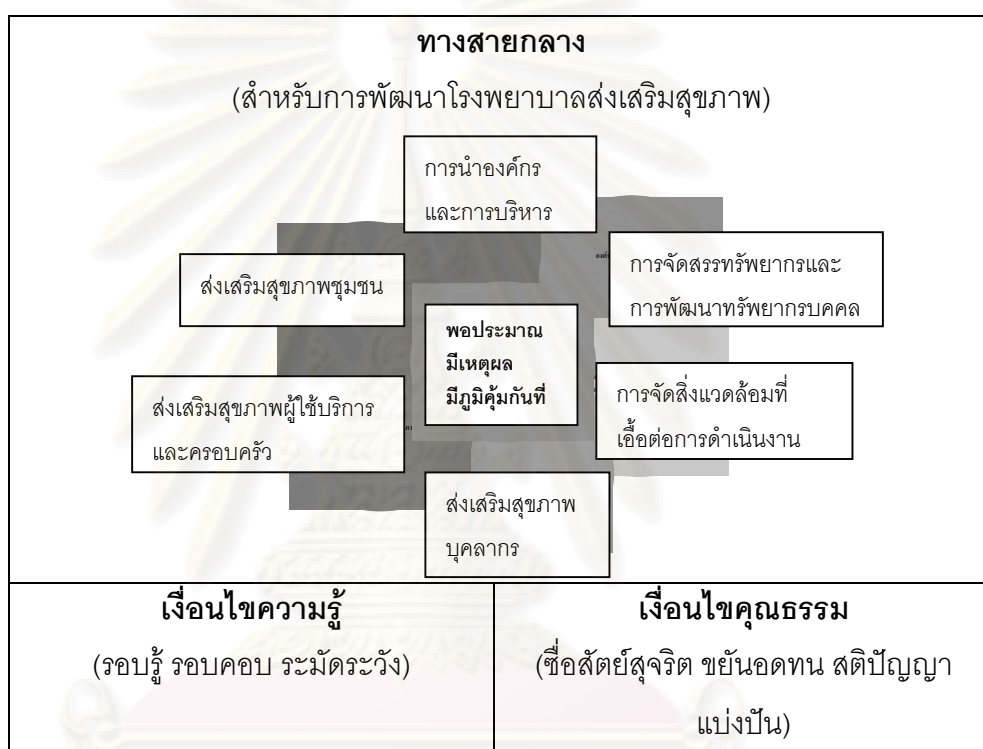 ทางสายกลาง
(สำหรับการพัฒนาโรงพยาบาลส่งเสริมสุขภาพ)
การนำองค์กร
และการบริหาร
ส่งเสริมสุขภาพชุมชน
การจัดสรรทรัพยากรและ
การพัฒนาทรัพยากรบคคล
พอประมาณ
มีเหตุผล
มีภูมิคุ้มกันที่
ส่งเสริมสุขภาพผู้ใช้บริการ
และครอบครัว
การจัดสิ่งแวดล้อมที่
เอื้อต่อการดำเนินงาน
ส่งเสริมสุขภาพ
บุคลากร
เงื่อนไขความรู้
(รอบรู้ รอบคอบ ระมัดระวัง)
เงื่อนไขคุณธรรม
(ซื่อสัตย์สุจริต ขยันอดทน สติปัญญา
แบ่งปัน)